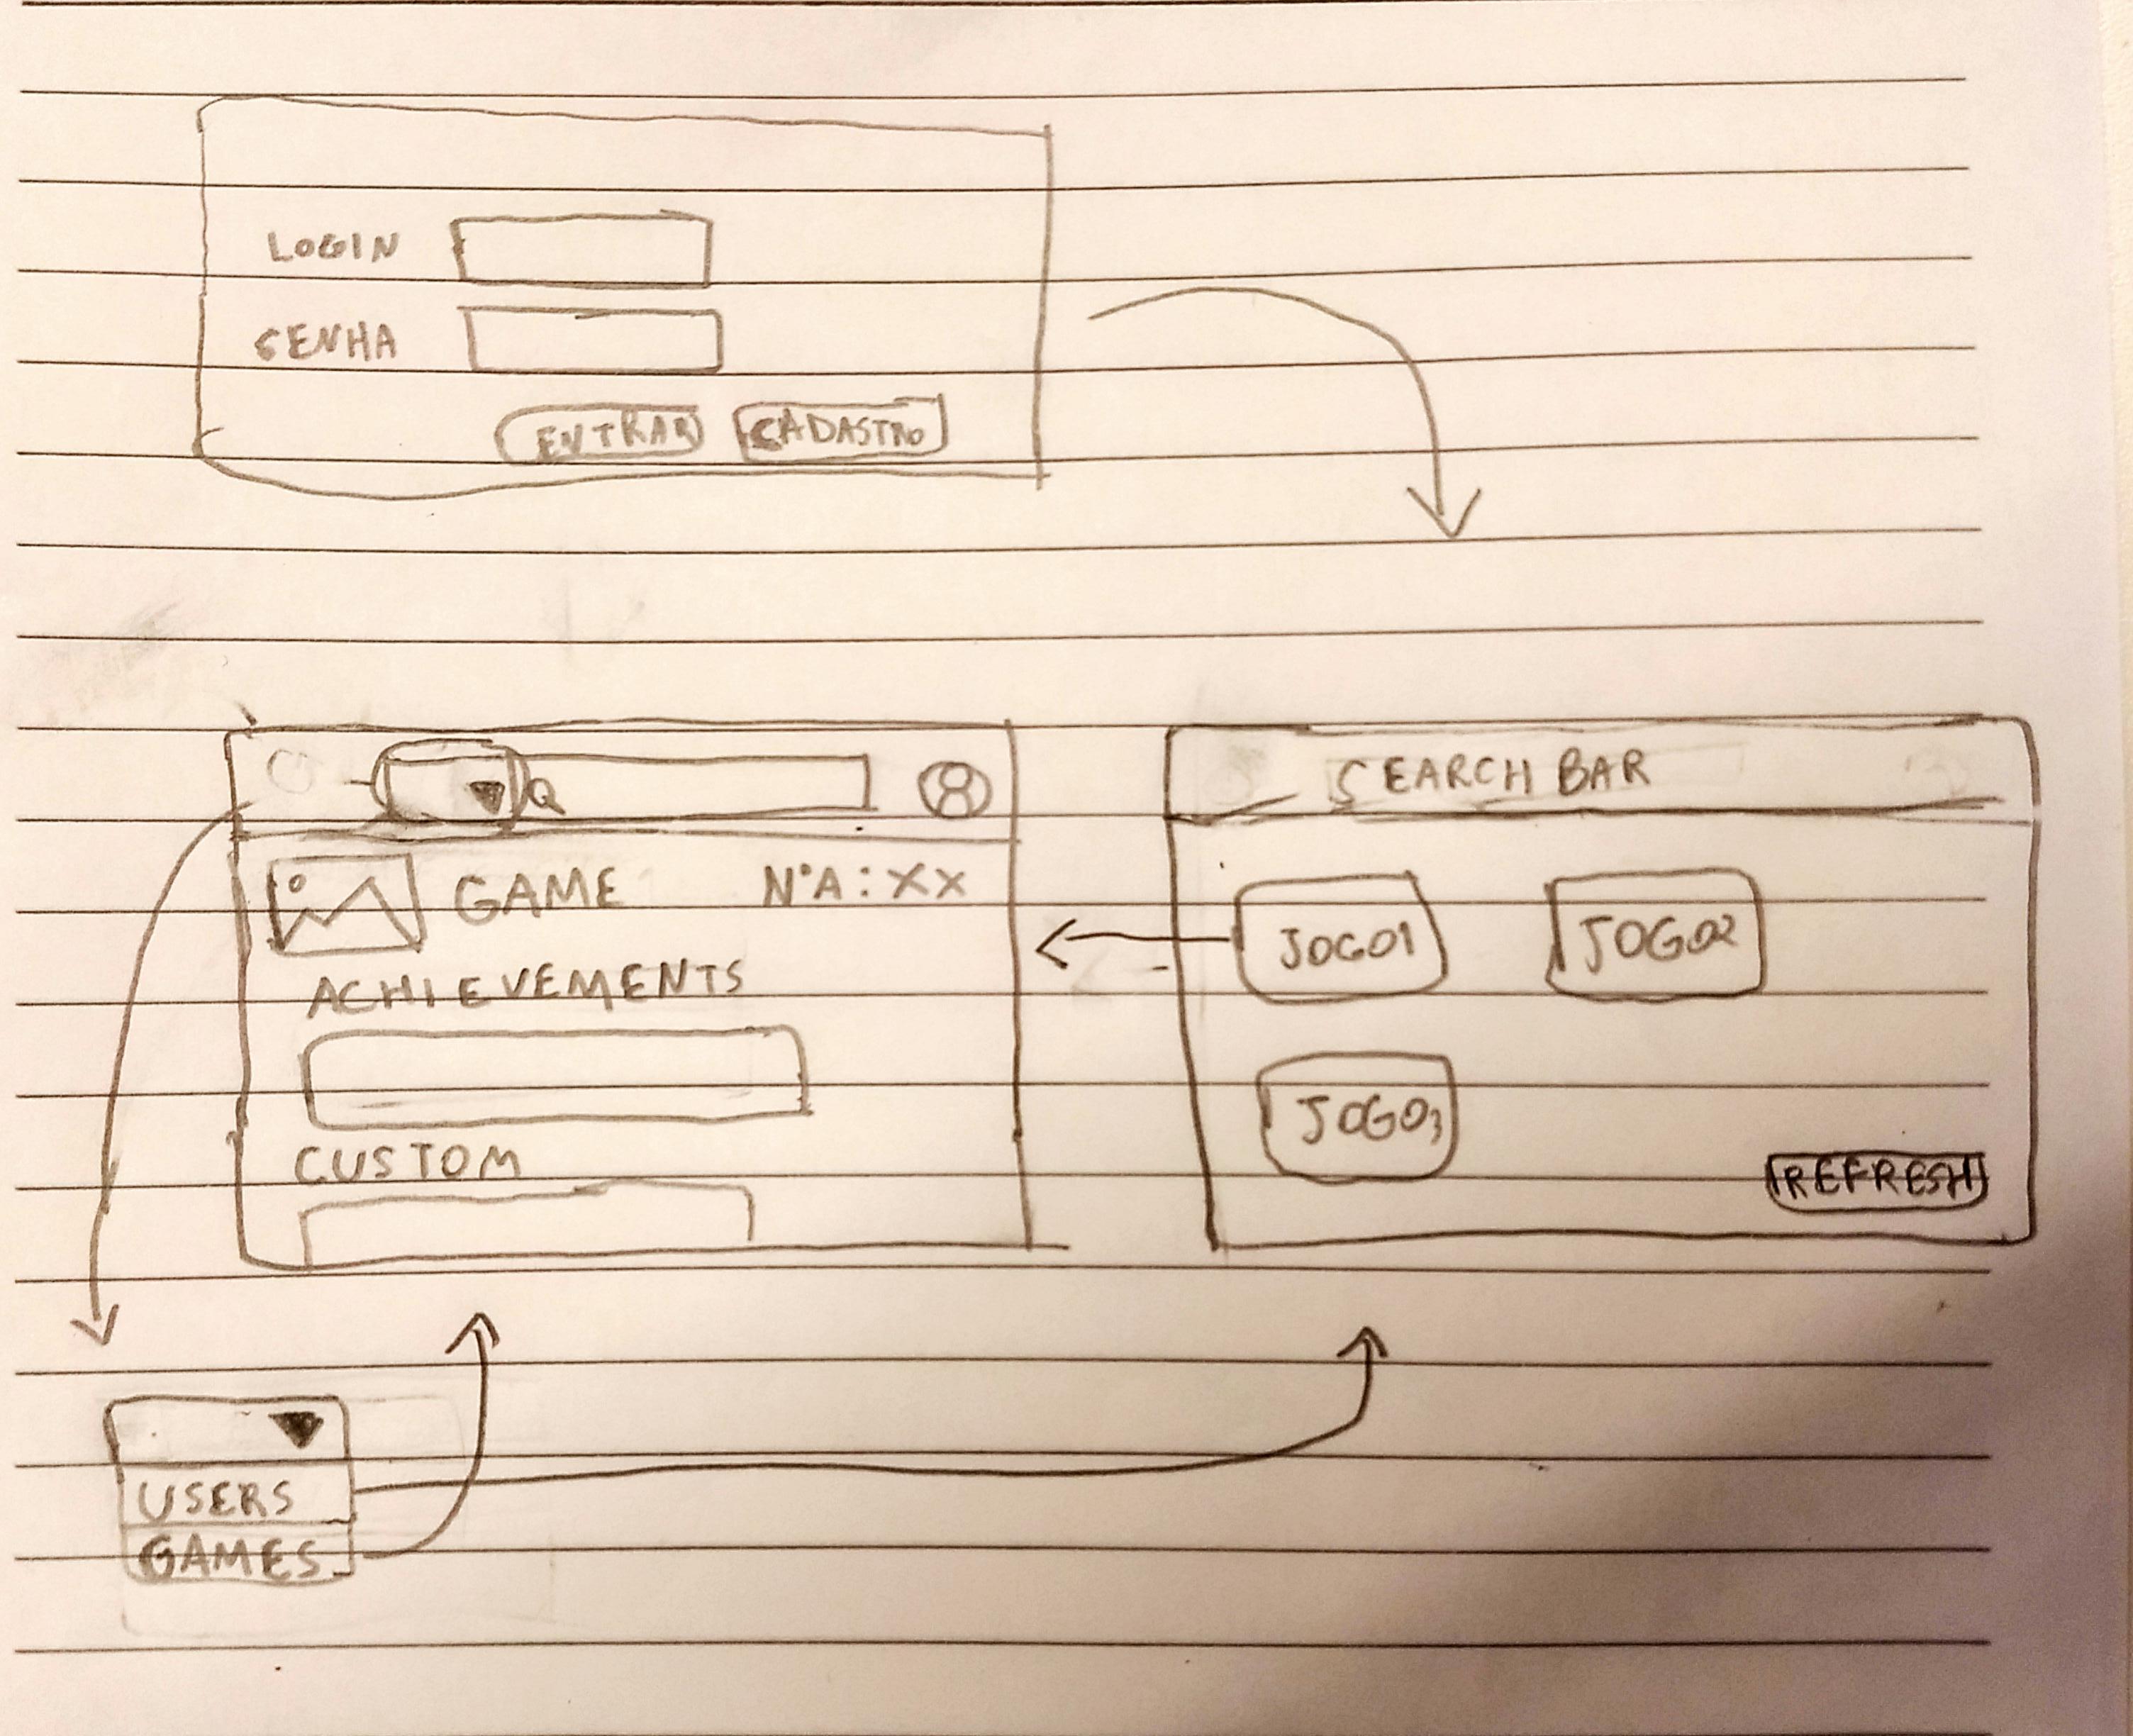 LOGIN
SENHA
ENTRAR CADASTRO
SEARCH BAR
GAME N°A: XX
ACHIEVEMENTS
CUSTOM
JOGO1 JOGO2
JOGO3
REFRESH
USERS
GAMES